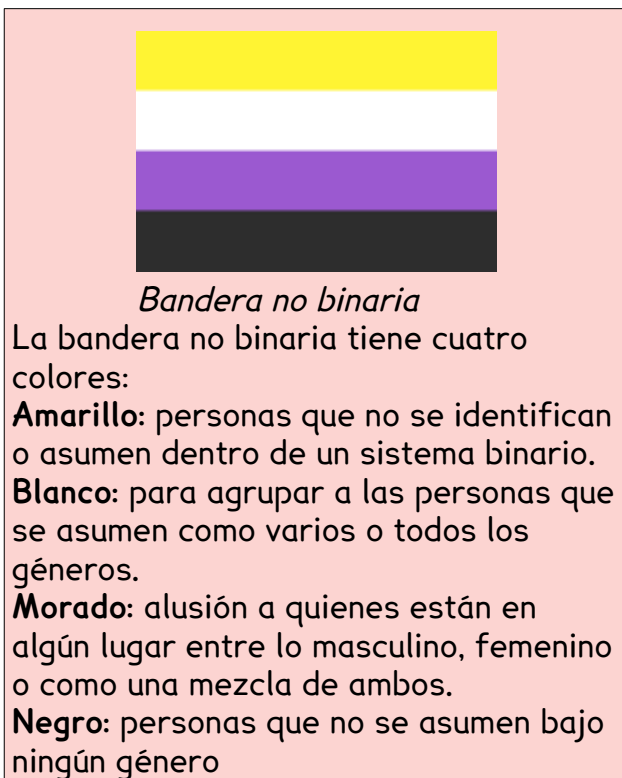 Bandera no binaria
La bandera no binaria tiene cuatro
colores:
Amarillo: personas que no se identifican
o asumen dentro de un sistema binario.
Blanco: para agrupar a las personas que
se asumen como varios o todos los
géneros.
Morado: alusión a quienes están en
algún lugar entre lo masculino, femenino
o como una mezcla de ambos.
Negro: personas que no se asumen bajo
ningún género